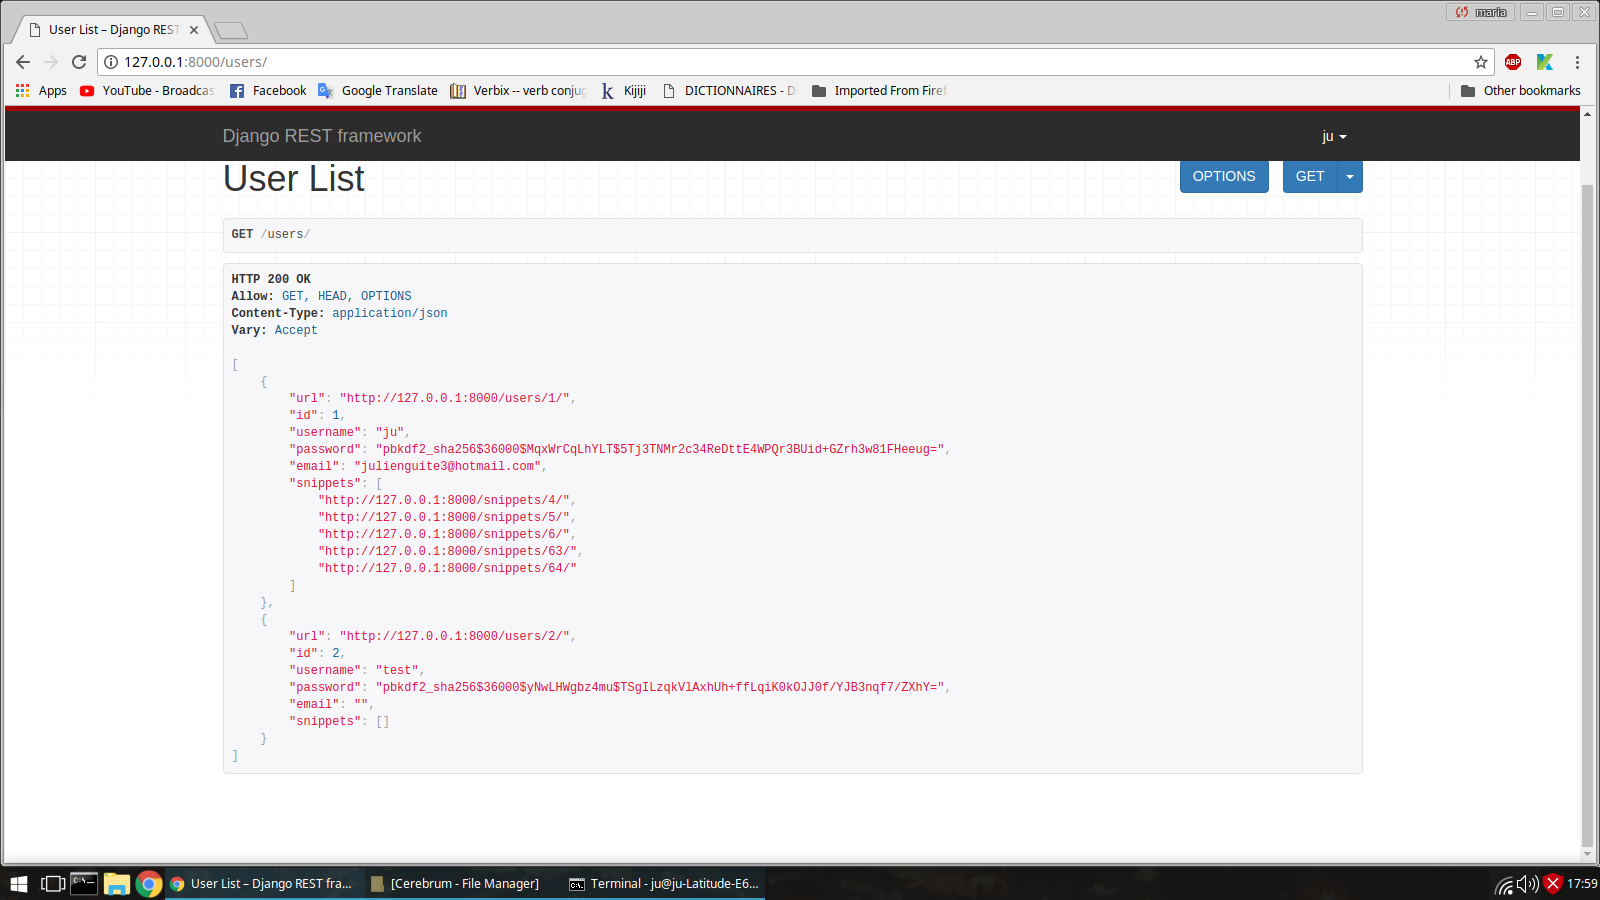 maria
User List – Django REST
127.0.0.1:8000/users/
Apps
YouTube - Broadcas
Facebook
Google Translate
Verbix -- verb conjug
Kijiji
DICTIONNAIRES - D
Imported From Firef
Other bookmarks
ABP
Django REST framework
ju
User List
OPTIONS
GET
GET /users/
HTTP 200 OK
Allow: GET, HEAD, OPTIONS
Content-Type: application/json
Vary: Accept
[
{
"url": "http://127.0.0.1:8000/users/1/",
"id": 1,
"username": "ju",
"password": "pbkdf2_sha256$36000$MqxWrCqLhYLT$5Tj3TNMr2c34ReDttE4WPQr3BUid+GZrh3w81FHeeug=",
"email": "julienguite3@hotmail.com",
"snippets": [
"http://127.0.0.1:8000/snippets/4/",
"http://127.0.0.1:8000/snippets/5/",
"http://127.0.0.1:8000/snippets/6/",
"http://127.0.0.1:8000/snippets/63/",
"http://127.0.0.1:8000/snippets/64/"
]
},
{
"url": "http://127.0.0.1:8000/users/2/",
"id": 2,
"username": "test",
"password": "pbkdf2_sha256$36000$yNwLHWgbz4mu$TSgILzqkVlAxhUh+ffLqiK0kOJJ0f/YJB3nqf7/ZXhY=",
"email": "",
"snippets": []
}
]
User List – Django REST fra...
[Cerebrum - File Manager]
Terminal - ju@ju-Latitude-E6...
17:59